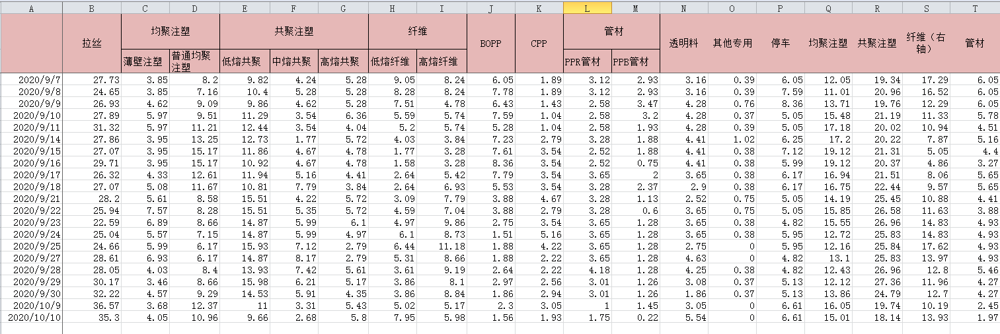 A B C D E F G H I J K L M N O P Q R S T
拉丝 均聚注塑 共聚注塑 纤维 BOPP CPP 管材 透明料 其他专用 停车 均聚注塑 共聚注塑 纤维（右轴） 管材
薄壁注塑 普通均聚注塑 低熔共聚 中熔共聚 高熔共聚 低熔纤维 高熔纤维 PPR管材 PPB管材
2020/9/7 27.73 3.85 8.2 9.82 4.24 5.28 9.05 8.24 6.05 1.89 3.12 2.93 3.16 0.39 6.05 12.05 19.34 17.29 6.05
2020/9/8 24.65 3.85 7.16 10.4 5.28 5.28 8.28 8.24 7.78 1.89 3.12 2.93 3.16 0.39 7.59 11.01 20.96 16.52 6.05
2020/9/9 26.93 4.62 9.09 9.86 4.62 5.28 7.51 4.78 6.43 1.43 2.58 3.47 4.28 0.76 8.36 13.71 19.76 12.29 6.05
2020/9/10 27.89 5.97 9.51 11.29 3.54 6.36 5.59 5.74 7.59 1.04 2.58 3.2 4.28 0.37 5.05 15.48 21.19 11.33 5.78
2020/9/11 31.32 5.97 11.21 12.44 3.54 4.04 5.2 5.74 5.28 1.04 2.58 1.93 4.28 0.39 5.05 17.18 20.02 10.94 4.51
2020/9/14 27.86 3.95 13.25 12.73 1.77 5.72 4.03 3.84 7.23 2.79 3.28 1.88 4.41 1.02 6.25 17.2 20.22 7.87 5.16
2020/9/15 27.07 3.95 15.17 11.86 4.67 4.78 1.77 3.28 7.61 3.54 2.52 1.88 4.41 0.38 7.12 19.12 21.31 5.05 4.4
2020/9/16 29.71 3.95 15.17 10.92 4.67 4.78 1.58 3.28 8.36 3.54 2.52 0.75 4.41 0.38 5.99 19.12 20.37 4.86 3.27
2020/9/17 26.32 4.33 12.61 11.94 5.16 4.41 2.64 5.42 7.79 3.54 3.65 2 3.65 0.38 6.17 16.94 21.51 8.06 5.65
2020/9/18 27.07 5.08 11.67 10.81 7.79 3.84 2.64 6.93 5.53 3.54 3.28 2.37 2.9 0.38 6.17 16.75 22.44 9.57 5.65
2020/9/21 28.2 5.61 8.58 15.51 4.22 5.72 3.09 7.79 3.88 4.67 3.28 1.13 2.52 0.75 5.05 14.19 25.45 10.88 4.41
2020/9/22 25.94 7.57 8.28 15.51 5.35 5.72 4.59 7.04 3.88 2.79 3.28 0.6 3.65 0.75 5.05 15.85 26.58 11.63 3.88
2020/9/23 22.59 6.89 8.66 14.87 5.99 6.1 4.97 9.86 2.75 3.54 3.65 1.28 3.65 0.38 4.82 15.55 26.96 14.83 4.93
2020/9/24 25.04 5.57 7.15 14.87 5.99 4.97 6.1 8.73 1.51 5.16 3.65 1.28 3.65 0.38 5.95 12.72 25.83 14.83 4.93
2020/9/25 24.66 5.99 6.17 15.93 7.12 2.79 6.44 11.18 1.88 4.22 3.65 1.28 2.75 0 5.95 12.16 25.84 17.62 4.93
2020/9/27 28.61 6.93 6.17 14.87 8.17 2.79 5.31 8.66 1.88 2.22 3.65 1.28 4.63 0 4.82 13.1 25.83 13.97 4.93
2020/9/28 28.05 4.03 8.4 13.93 7.42 5.61 3.61 9.19 2.64 2.22 4.18 1.28 4.25 0.38 4.82 12.43 26.96 12.8 5.46
2020/9/29 30.17 3.46 8.66 15.98 6.21 5.17 3.86 8.1 2.97 2.56 3.01 1.26 3.08 0.37 5.13 12.12 27.36 11.96 4.27
2020/9/30 32.22 4.57 9.29 14.53 5.91 4.35 3.86 8.84 1.86 2.94 3.01 1.26 1.86 0.37 5.13 13.86 24.79 12.7 4.27
2020/10/9 36.57 3.68 12.37 11 3.31 5.43 5.02 5.17 2.3 3.05 1 1.45 3.05 0 6.61 16.05 19.74 10.19 2.45
2020/10/10 35.3 4.05 10.96 9.66 2.68 5.8 7.95 5.98 1.56 1.93 1.75 0.22 5.54 0 6.61 15.01 18.14 13.93 1.97